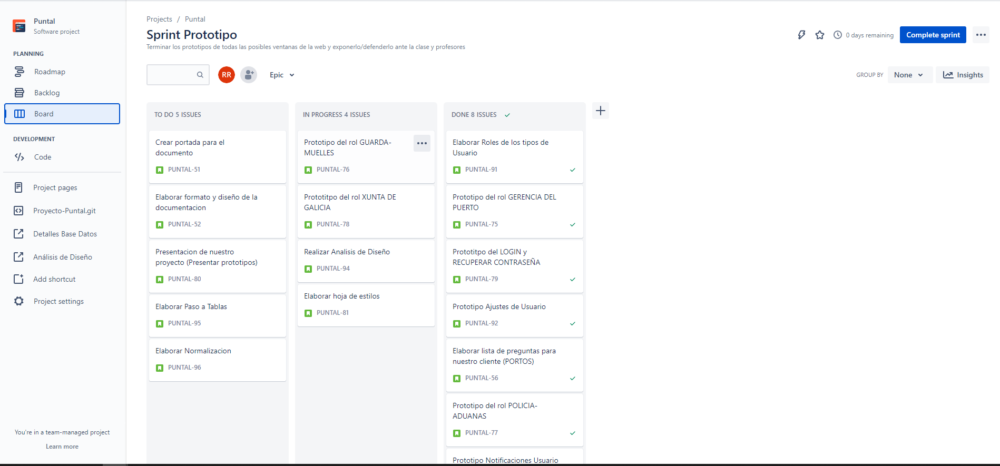 Puntal
Software project
PLANNING
Roadmap
Backlog
Board
DEVELOPMENT
Code
Project pages
Proyecto-Puntal.git
Detalles Base Datos
Análisis de Diseño
Add shortcut
Project settings
You're in a team-managed project
Learn more
Projects / Puntal
Sprint Prototipo
Terminar los prototipos de todas las posibles ventanas de la web y exponerlo/defenderlo ante la clase y profesores
0 days remaining
Complete sprint
RR
Epic
GROUP BY
None
Insights
TO DO 5 ISSUES
Crear portada para el
documento
PUNTAL-51
Elaborar formato y diseño de la
documentacion
PUNTAL-52
Presentacion de nuestro
proyecto (Presentar prototipos)
PUNTAL-80
Elaborar Paso a Tablas
PUNTAL-95
Elaborar Normalizacion
PUNTAL-96
IN PROGRESS 4 ISSUES
Prototipo del rol GUARDA-
MUELLES
PUNTAL-76
Prototitpo del rol XUNTA DE
GALICIA
PUNTAL-78
Realizar Analisis de Diseño
PUNTAL-94
Elaborar hoja de estilos
PUNTAL-81
DONE 8 ISSUES
Elaborar Roles de los tipos de
Usuario
PUNTAL-91
Prototipo del rol GERENCIA DEL
PUERTO
PUNTAL-75
Prototitpo del LOGIN y
RECUPERAR CONTRASEÑA
PUNTAL-79
Prototipo Ajustes de Usuario
PUNTAL-92
Elaborar lista de preguntas para
nuestro cliente (PORTOS)
PUNTAL-56
Prototipo del rol POLICIA-
ADUANAS
PUNTAL-77
Prototipo Notificaciones Usuario